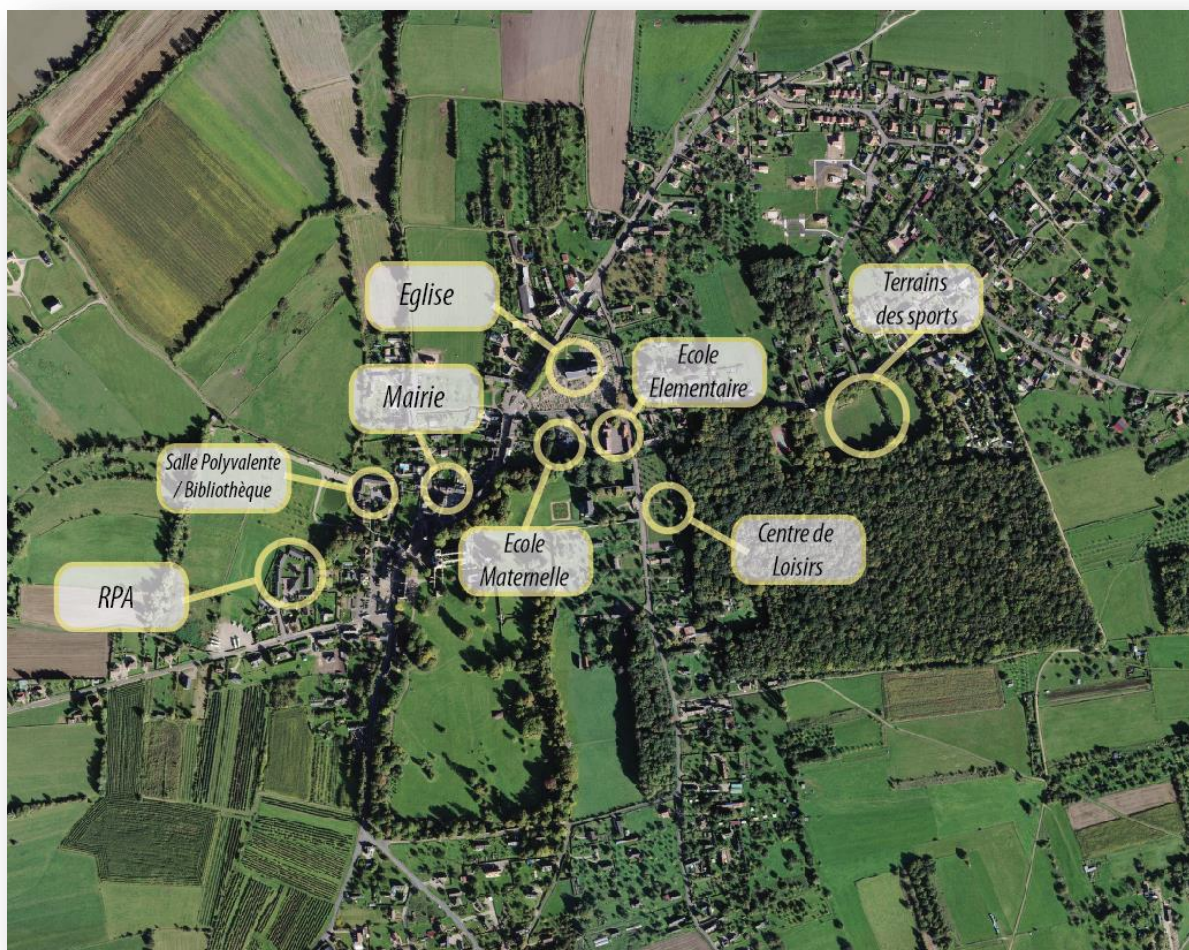 Eglise
Terrains
des sports
Ecole
Elementaire
Mairie
Salle Polyvalente
/ Bibliothèque
Ecole
Maternelle
Centre de
Loisirs
RPA